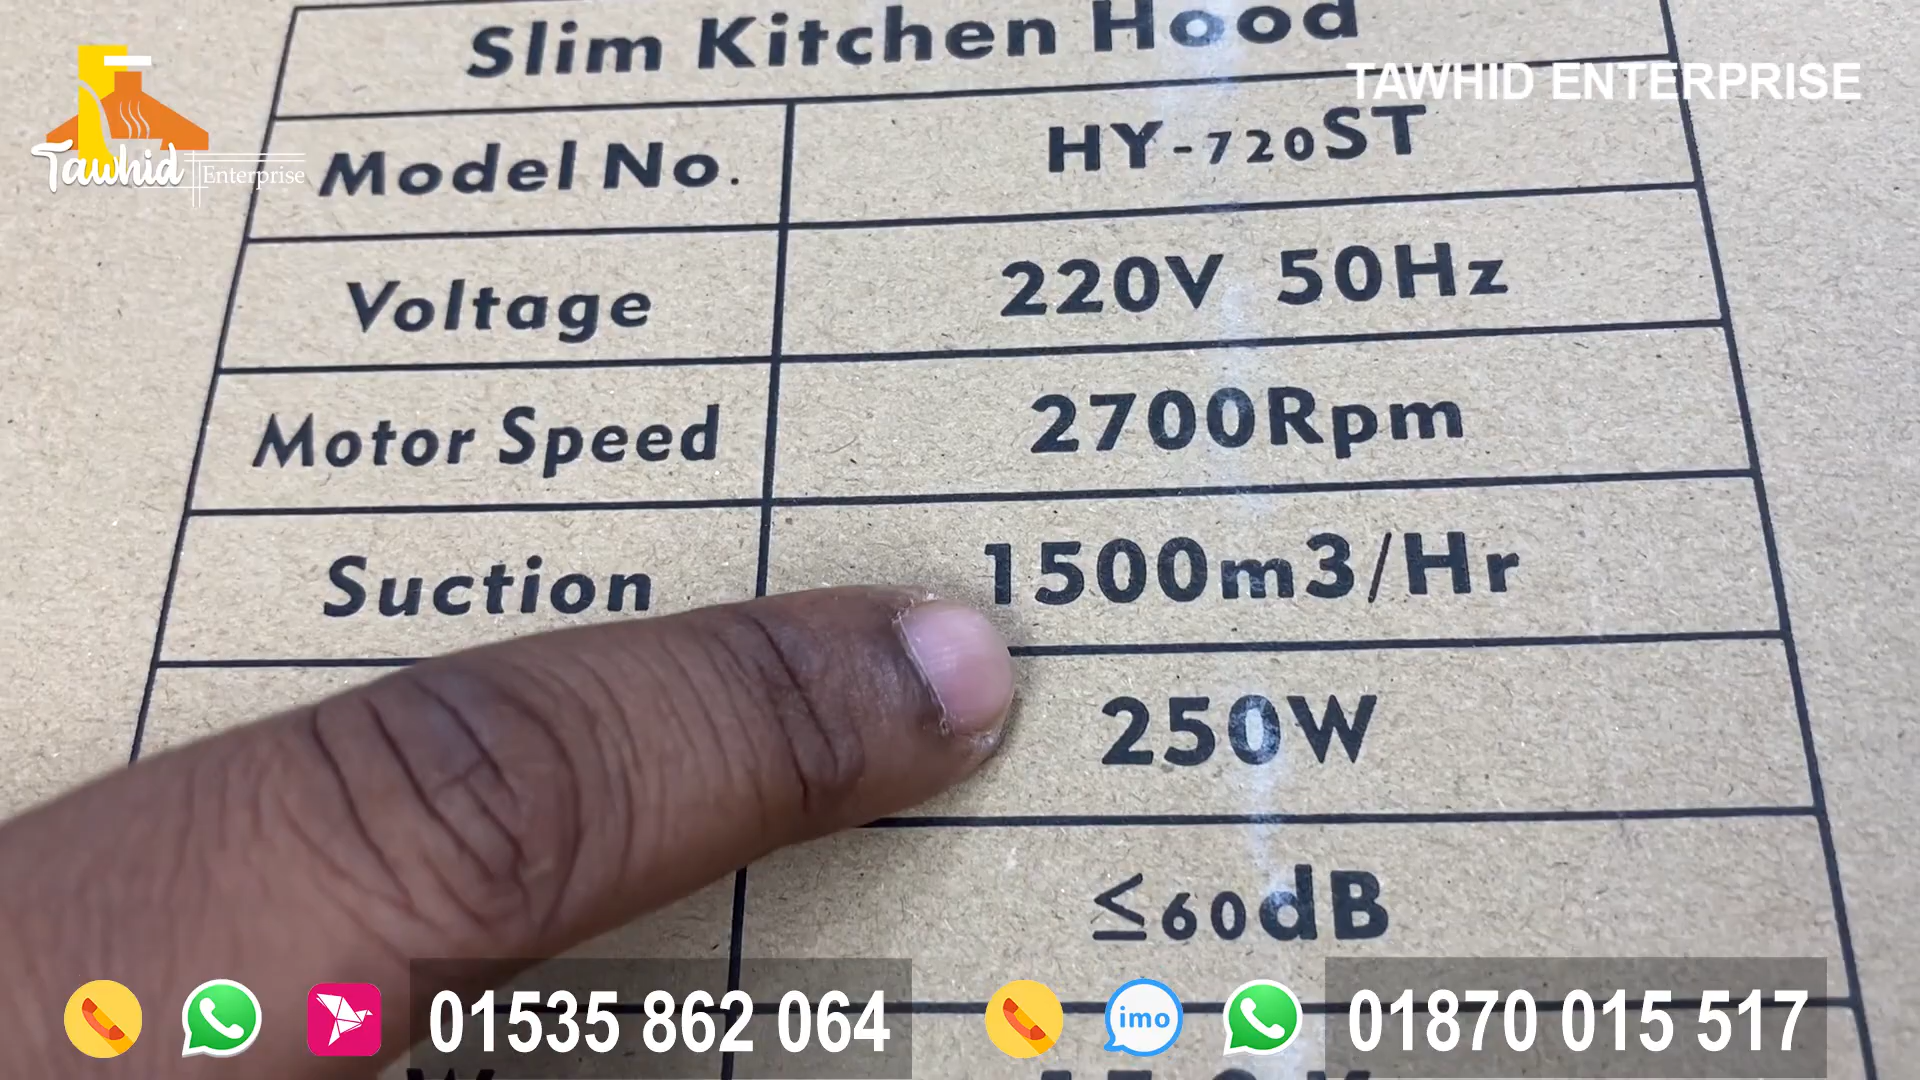 Slim Kitchen Hood
TAWHID ENTERPRISE
Tawhid Enterprise
Model No. HY-720ST
Voltage 220V 50Hz
Motor Speed 2700Rpm
Suction 1500m3/Hr
250W
≤60dB
01535 862 064
imo
01870 015 517